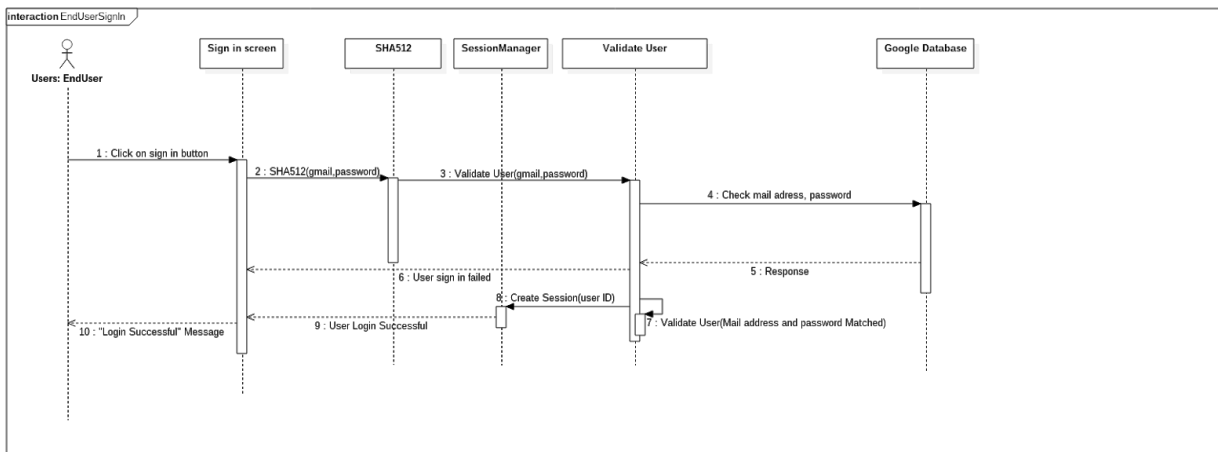 interaction EndUserSignIn
Users: EndUser
Sign in screen
SHA512
SessionManager
Validate User
Google Database
1 : Click on sign in button
2 : SHA512(gmail,password)
3 : Validate User(gmail,password)
4 : Check mail adress, password
5 : Response
6 : User sign in failed
8 : Create Session(user ID)
7 : Validate User(Mail address and password Matched)
9 : User Login Successful
10 : "Login Successful" Message